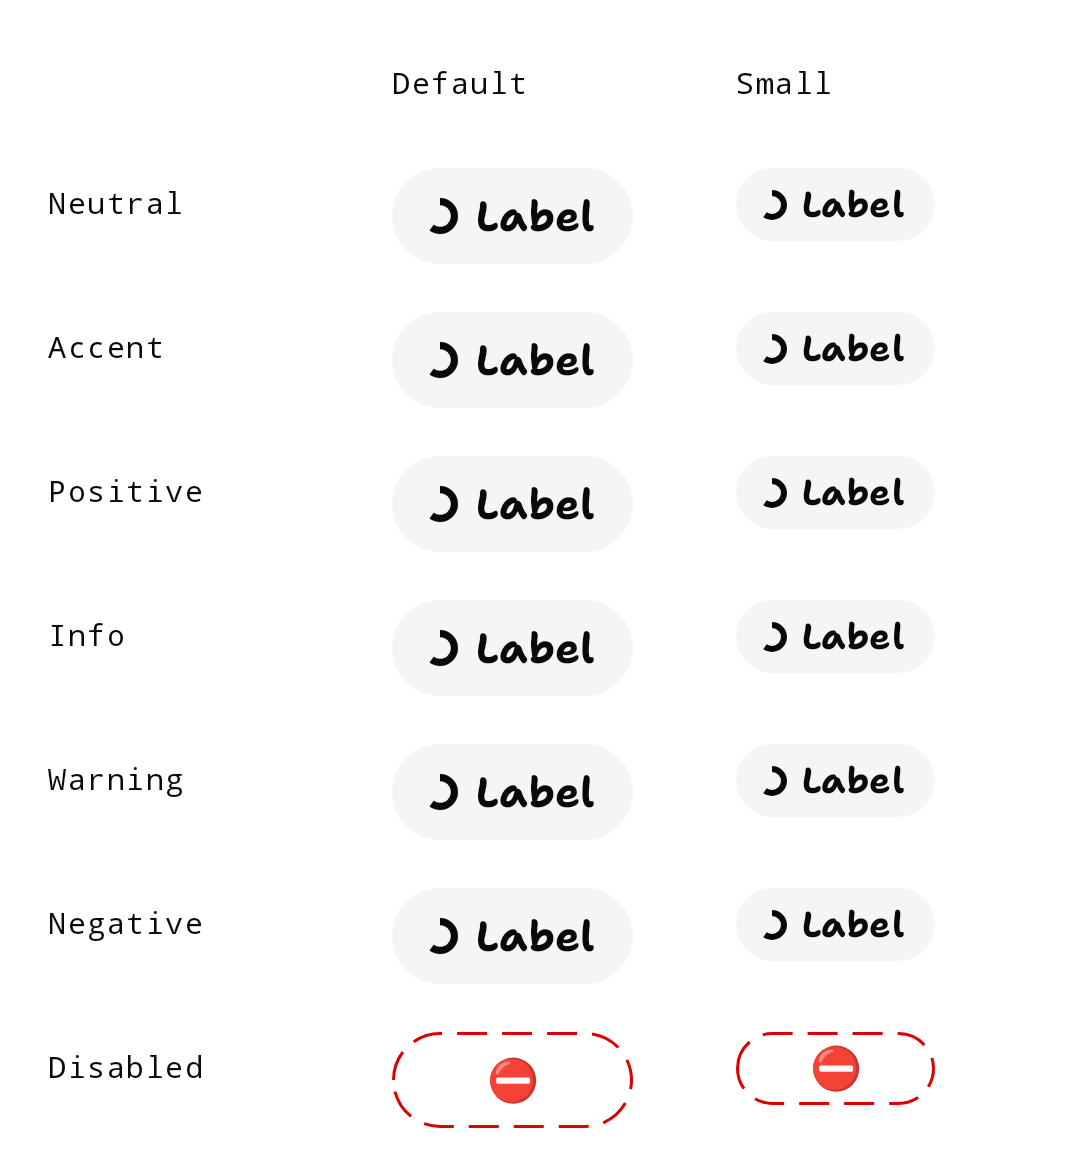 Default Small
Neutral Label Label
Accent Label Label
Positive Label Label
Info Label Label
Warning Label Label
Negative Label Label
Disabled